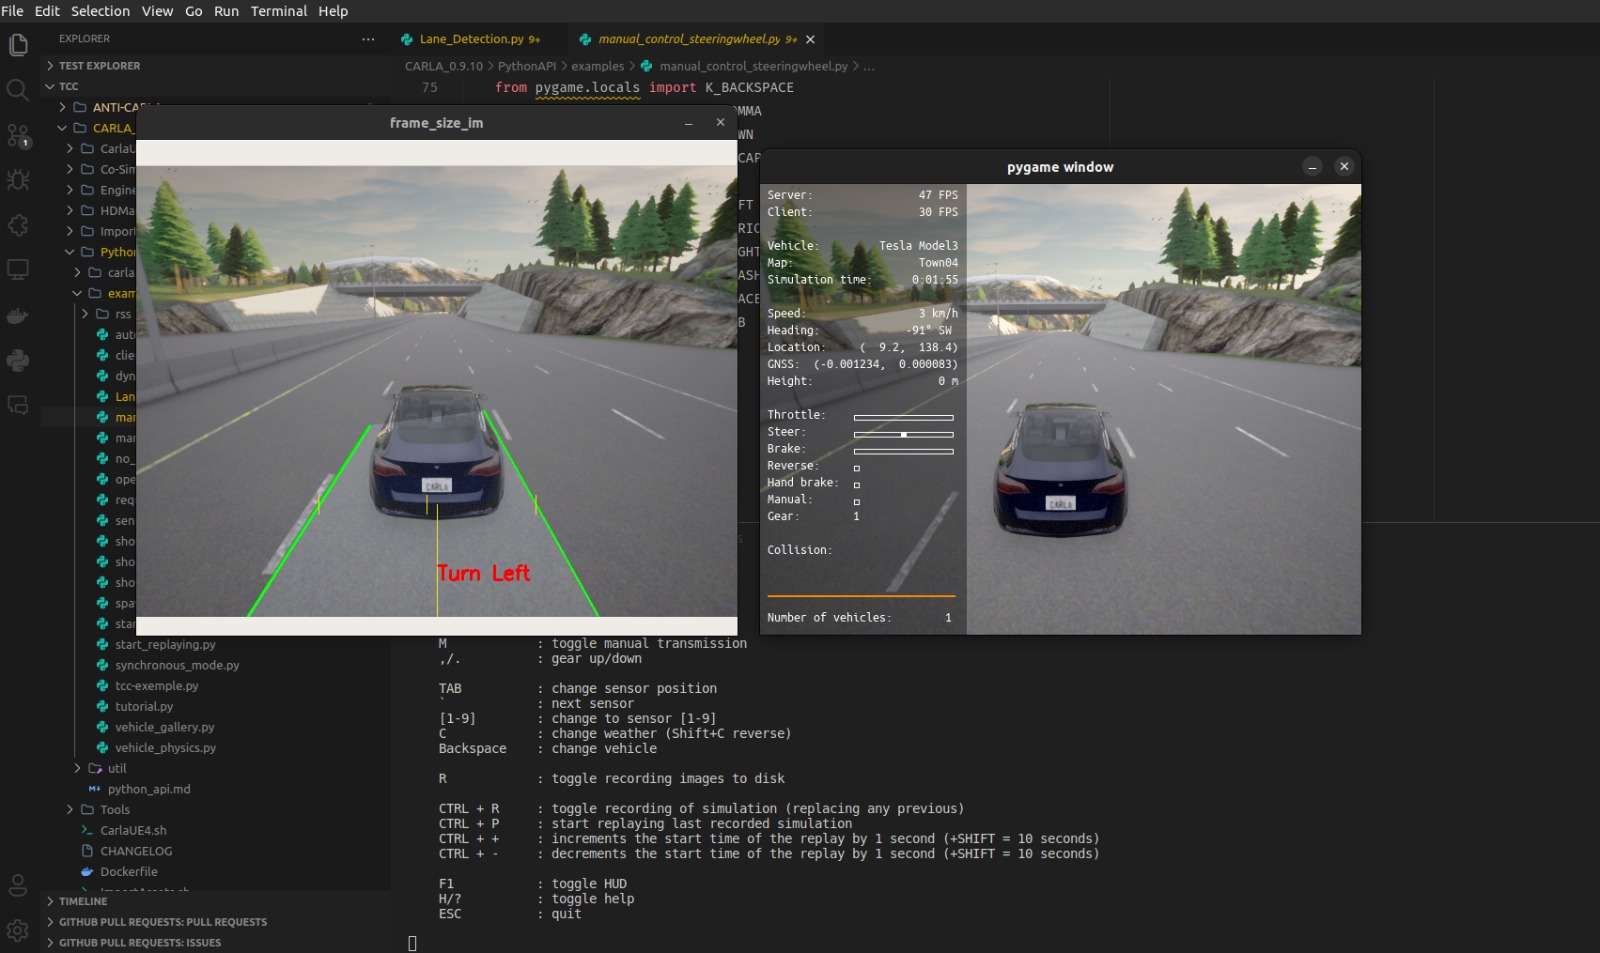 File Edit Selection View Go Run Terminal Help
EXPLORER
TEST EXPLORER
TCC
CARLA_
CarlaU
Co-Sim
Engine
HDMa
Impor
Pytho
carla
exam
rss
auto
clie
dyn
Lan
mar
mar
no_
ope
req
sen
sho
sho
sho
spa
star
start_replaying.py
synchronous_mode.py
tcc-exemple.py
tutorial.py
vehicle_gallery.py
vehicle_physics.py
util
python_api.md
Tools
CarlaUE4.sh
CHANGELOG
Dockerfile
TIMELINE
GITHUB PULL REQUESTS: PULL REQUESTS
GITHUB PULL REQUESTS: ISSUES
1
Lane_Detection.py 9+
manual_control_steeringwheel.py 9+
CARLA_0.9.10 > PythonAPI > examples > manual_control_steeringwheel.py > ...
75 from pygame.locals import K_BACKSPACE
OMMA
WN
CAP
FT
RIO
GHT
ASH
ACE
B
frame_size_im
CARLA
Turn Left
pygame window
Server: 47 FPS
Client: 30 FPS
Vehicle: Tesla Model3
Map: Town04
Simulation time: 0:01:55
Speed: 3 km/h
Heading: -91° SW
Location: ( 9.2, 138.4)
GNSS: (-0.001234, 0.000083)
Height: 0 m
Throttle:
Steer:
Brake:
Reverse:
Hand brake:
Manual:
Gear: 1
Collision:
Number of vehicles: 1
CARLA
M : toggle manual transmission
,/. : gear up/down
TAB : change sensor position
` : next sensor
[1-9] : change to sensor [1-9]
C : change weather (Shift+C reverse)
Backspace : change vehicle
R : toggle recording images to disk
CTRL + R : toggle recording of simulation (replacing any previous)
CTRL + P : start replaying last recorded simulation
CTRL + + : increments the start time of the replay by 1 second (+SHIFT = 10 seconds)
CTRL + - : decrements the start time of the replay by 1 second (+SHIFT = 10 seconds)
F1 : toggle HUD
H/? : toggle help
ESC : quit